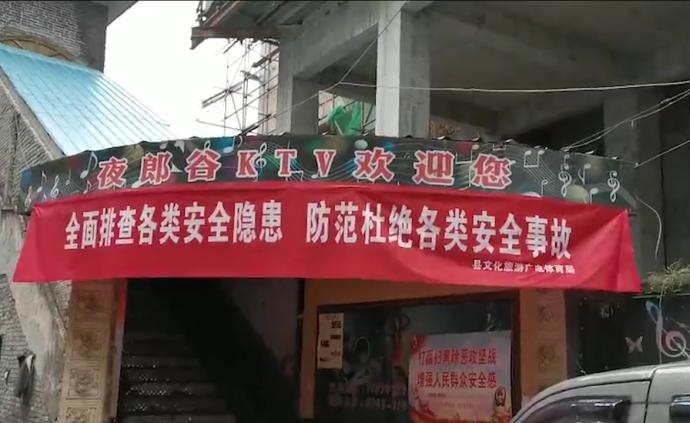 夜郎谷KTV欢迎您
全面排查各类安全隐患 防范杜绝各类安全事故
县文化旅游广电体育局
打赢扫黑除恶攻坚战
增强人民群众安全感